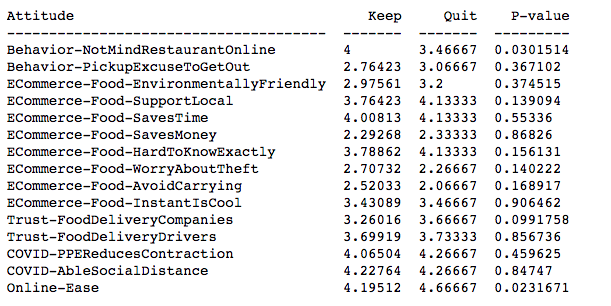 Attitude Keep Quit P-value
-------------------------------- -------- -------- ----------
Behavior-NotMindRestaurantOnline 4 3.46667 0.0301514
Behavior-PickupExcuseToGetOut 2.76423 3.06667 0.367102
ECommerce-Food-EnvironmentallyFriendly 2.97561 3.2 0.374515
ECommerce-Food-SupportLocal 3.76423 4.13333 0.139094
ECommerce-Food-SavesTime 4.00813 4.13333 0.55336
ECommerce-Food-SavesMoney 2.29268 2.33333 0.86826
ECommerce-Food-HardToKnowExactly 3.78862 4.13333 0.156131
ECommerce-Food-WorryAboutTheft 2.70732 2.26667 0.140222
ECommerce-Food-AvoidCarrying 2.52033 2.06667 0.168917
ECommerce-Food-InstantIsCool 3.43089 3.46667 0.906462
Trust-FoodDeliveryCompanies 3.26016 3.66667 0.0991758
Trust-FoodDeliveryDrivers 3.69919 3.73333 0.856736
COVID-PPEReducesContraction 4.06504 4.26667 0.459625
COVID-AbleSocialDistance 4.22764 4.26667 0.84747
Online-Ease 4.19512 4.66667 0.0231671